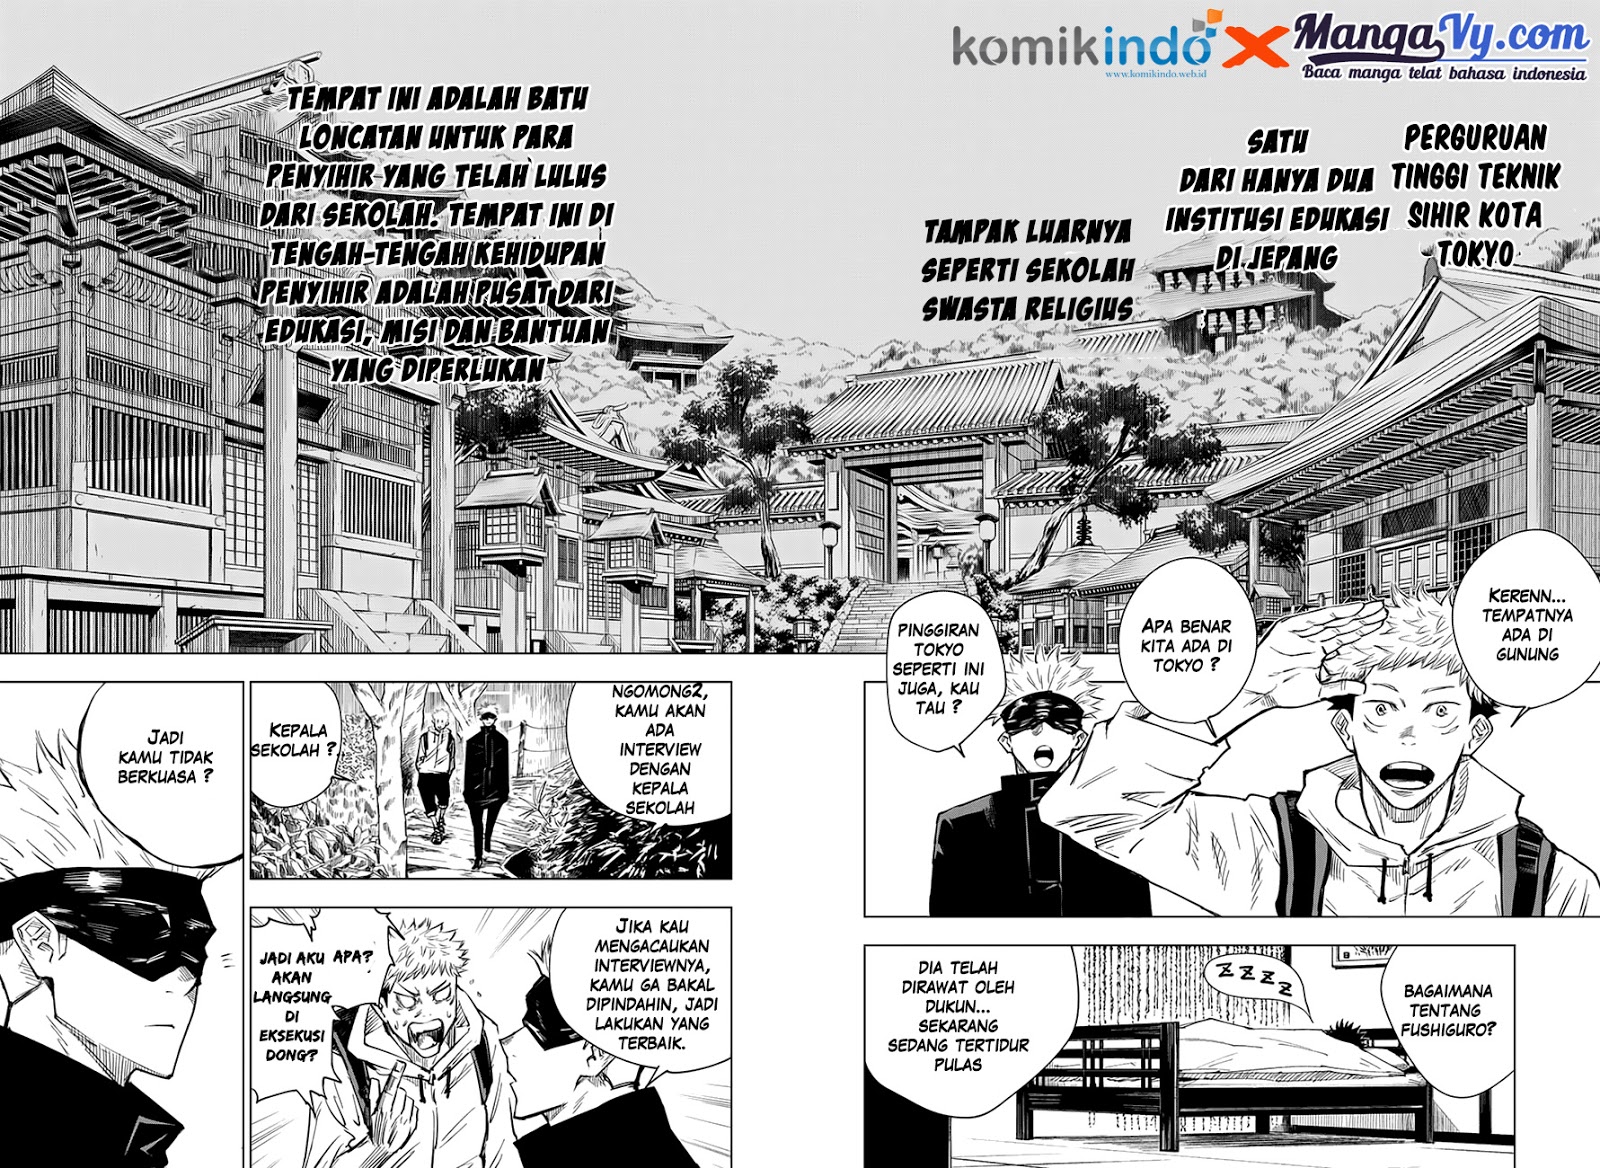 komikindo X MangaVy.com
www.komikindo.web.id
Baca manga telat bahasa indonesia
PERGURUAN
TINGGI TEKNIK
SIHIR KOTA
TOKYO
SATU
DARI HANYA DUA
INSTITUSI EDUKASI
DI JEPANG
TAMPAK LUARNYA
SEPERTI SEKOLAH
SWASTA RELIGIUS
TEMPAT INI ADALAH BATU
LONCATAN UNTUK PARA
PENYIHIR YANG TELAH LULUS
DARI SEKOLAH. TEMPAT INI DI
TENGAH-TENGAH KEHIDUPAN
PENYIHIR ADALAH PUSAT DARI
EDUKASI, MISI DAN BANTUAN
YANG DIPERLUKAN
KERENN...
TEMPATNYA
ADA DI
GUNUNG
APA BENAR
KITA ADA DI
TOKYO ?
PINGGIRAN
TOKYO
SEPERTI INI
JUGA, KAU
TAU ?
BAGAIMANA
TENTANG
FUSHIGURO?
ZZZZ
DIA TELAH
DIRAWAT OLEH
DUKUN...
SEKARANG
SEDANG TERTIDUR
PULAS
NGOMONG2,
KAMU AKAN
ADA
INTERVIEW
DENGAN
KEPALA
SEKOLAH
KEPALA
SEKOLAH ?
JIKA KAU
MENGACAUKAN
INTERVIEWNYA,
KAMU GA BAKAL
DIPINDAHIN, JADI
LAKUKAN YANG
TERBAIK.
APA?
JADI AKU
AKAN
LANGSUNG
DI
EKSEKUSI
DONG?
JADI
KAMU TIDAK
BERKUASA ?